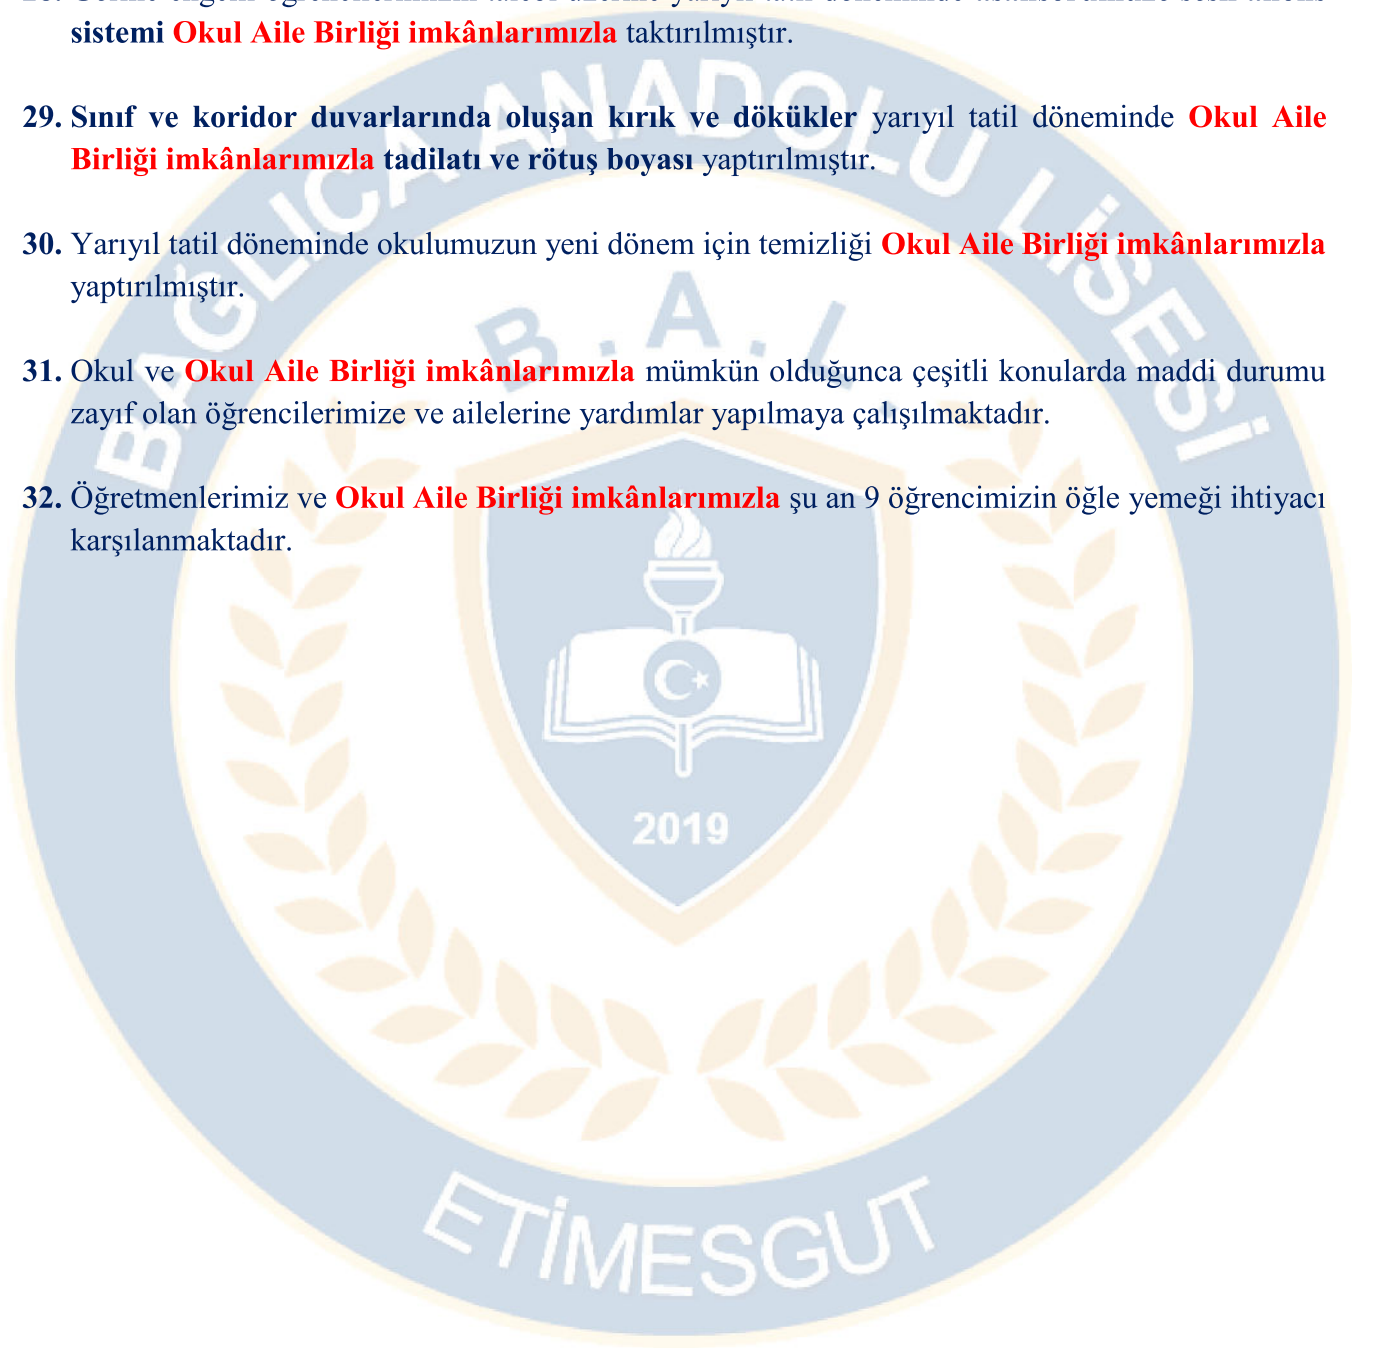 sistemi Okul Aile Birliği imkânlarımızla taktırılmıştır.
29. Sınıf ve koridor duvarlarında oluşan kırık ve dökükler yarıyıl tatil döneminde Okul Aile
Birliği imkânlarımızla tadilatı ve rötuş boyası yaptırılmıştır.
30. Yarıyıl tatil döneminde okulumuzun yeni dönem için temizliği Okul Aile Birliği imkânlarımızla
yaptırılmıştır.
31. Okul ve Okul Aile Birliği imkânlarımızla mümkün olduğunca çeşitli konularda maddi durumu
zayıf olan öğrencilerimize ve ailelerine yardımlar yapılmaya çalışılmaktadır.
32. Öğretmenlerimiz ve Okul Aile Birliği imkânlarımızla şu an 9 öğrencimizin öğle yemeği ihtiyacı
karşılanmaktadır.
BAĞLICA ANADOLU LİSESİ
B.A.L
2019
ETİMESGUT